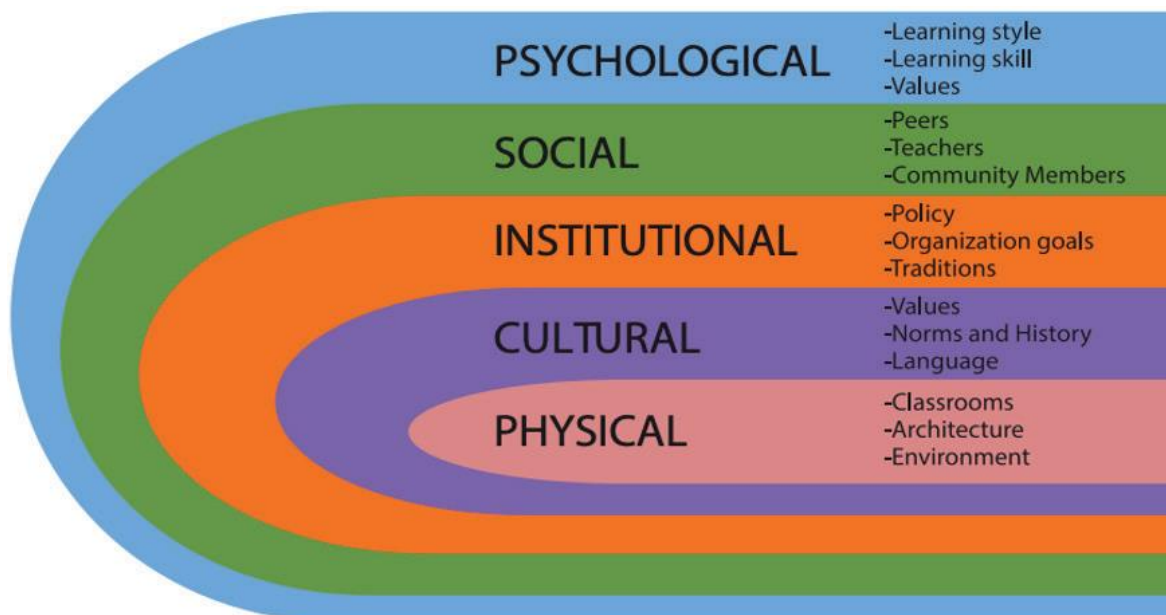 PSYCHOLOGICAL
-Learning style
-Learning skill
-Values
SOCIAL
-Peers
-Teachers
-Community Members
INSTITUTIONAL
-Policy
-Organization goals
-Traditions
CULTURAL
-Values
-Norms and History
-Language
PHYSICAL
-Classrooms
-Architecture
-Environment